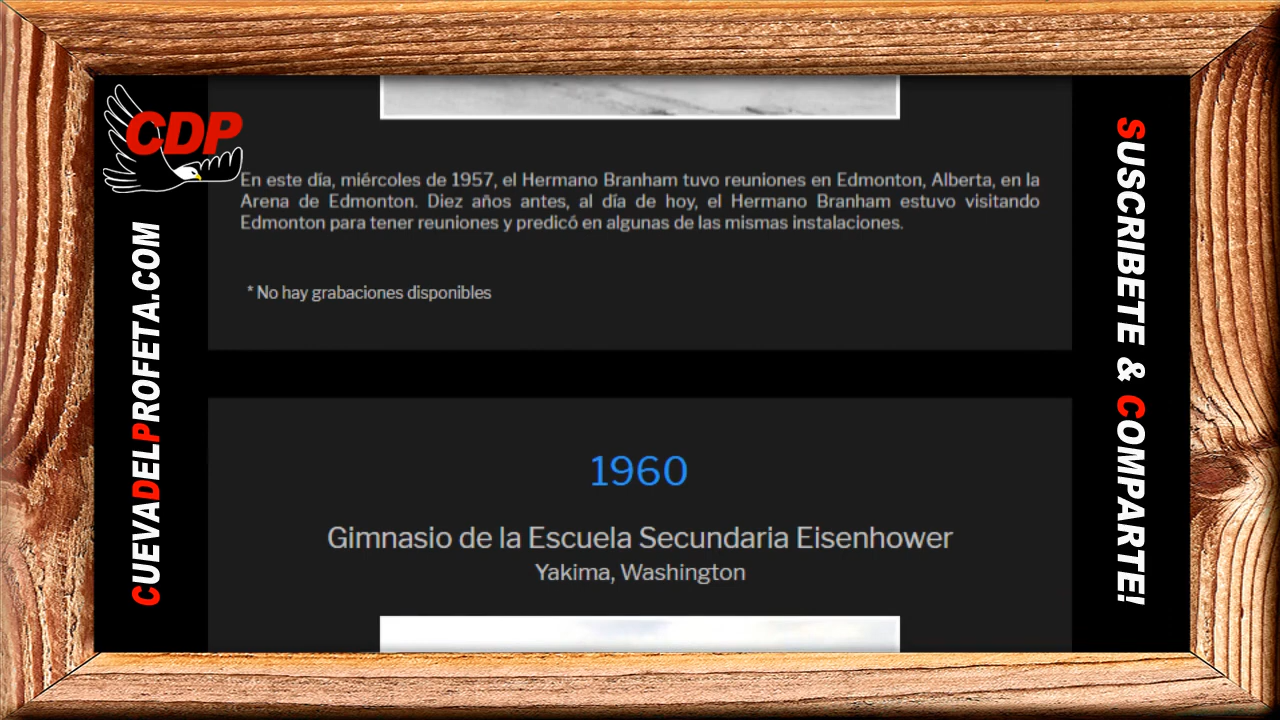 CDP
CUEVADELPROFETA.COM
En este día, miércoles de 1957, el Hermano Branham tuvo reuniones en Edmonton, Alberta, en la
Arena de Edmonton. Diez años antes, al día de hoy, el Hermano Branham estuvo visitando
Edmonton para tener reuniones y predicó en algunas de las mismas instalaciones.
* No hay grabaciones disponibles
1960
Gimnasio de la Escuela Secundaria Eisenhower
Yakima, Washington
SUSCRIBETE & COMPARTE!